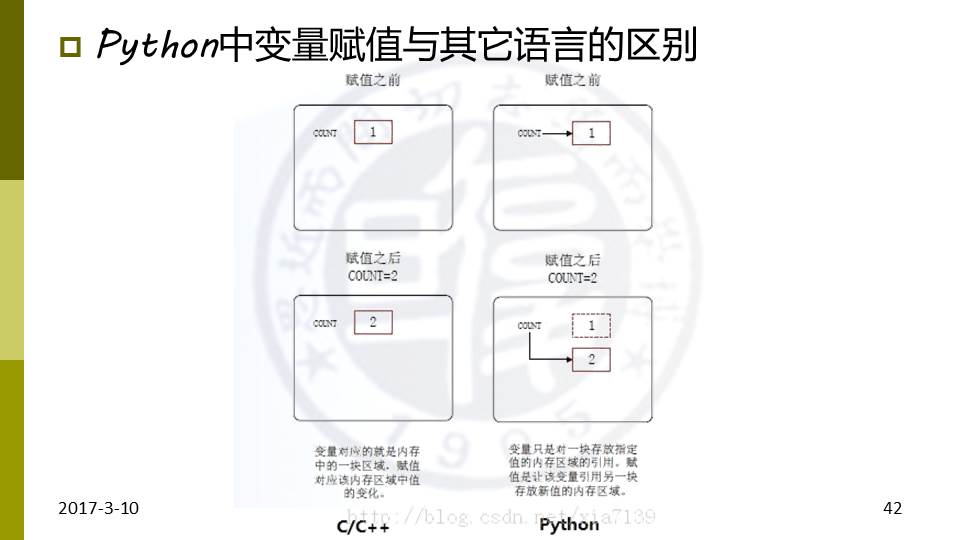 Python中变量赋值与其它语言的区别
赋值之前
赋值之前
COUNT 1
COUNT 1
赋值之后
COUNT=2
赋值之后
COUNT=2
COUNT 2
COUNT 1
2
变量对应的就是内存
中的一块区域，赋值
对应该内存区域中值
的变化。
变量只是对一块存放指定
值的内存区域的引用。赋
值是让该变量引用另一块
存放新值的内存区域。
C/C++
Python
http://blog.csdn.net/xia7139
1905
2017-3-10
42